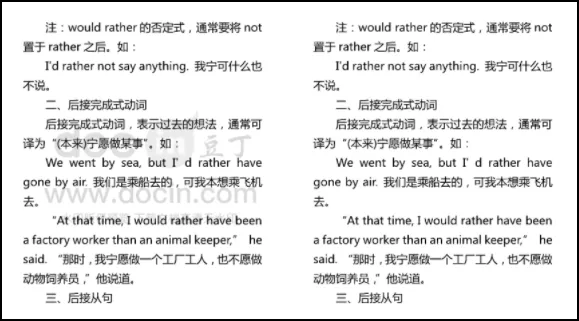 注：would rather 的否定式，通常要将 not
置于 rather 之后。如：
I'd rather not say anything. 我宁可什么也
不说。
二、后接完成式动词
后接完成式动词，表示过去的想法，通常可
译为“(本来)宁愿做某事”。如：
We went by sea, but I' d rather have
gone by air. 我们是乘船去的，可我本想乘飞机
去。
“At that time, I would rather have been
a factory worker than an animal keeper,” he
said. “那时，我宁愿做一个工厂工人，也不愿做
动物饲养员，”他说道。
三、后接从句
注：would rather 的否定式，通常要将 not
置于 rather 之后。如：
I'd rather not say anything. 我宁可什么也
不说。
二、后接完成式动词
后接完成式动词，表示过去的想法，通常可
译为“(本来)宁愿做某事”。如：
We went by sea, but I' d rather have
gone by air. 我们是乘船去的，可我本想乘飞机
去。
“At that time, I would rather have been
a factory worker than an animal keeper,” he
said. “那时，我宁愿做一个工厂工人，也不愿做
动物饲养员，”他说道。
三、后接从句
docin 豆丁
www.docin.com